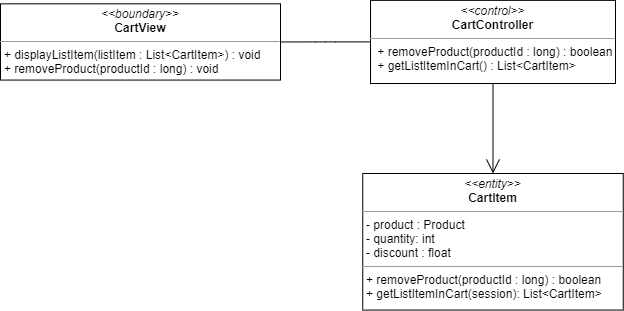 <<boundary>>
CartView
+ displayListItem(listItem : List<CartItem>) : void
+ removeProduct(productId : long) : void
<<control>>
CartController
+ removeProduct(productId : long) : boolean
+ getListItemInCart() : List<CartItem>
<<entity>>
CartItem
- product : Product
- quantity: int
- discount : float
+ removeProduct(productId : long) : boolean
+ getListItemInCart(session): List<CartItem>